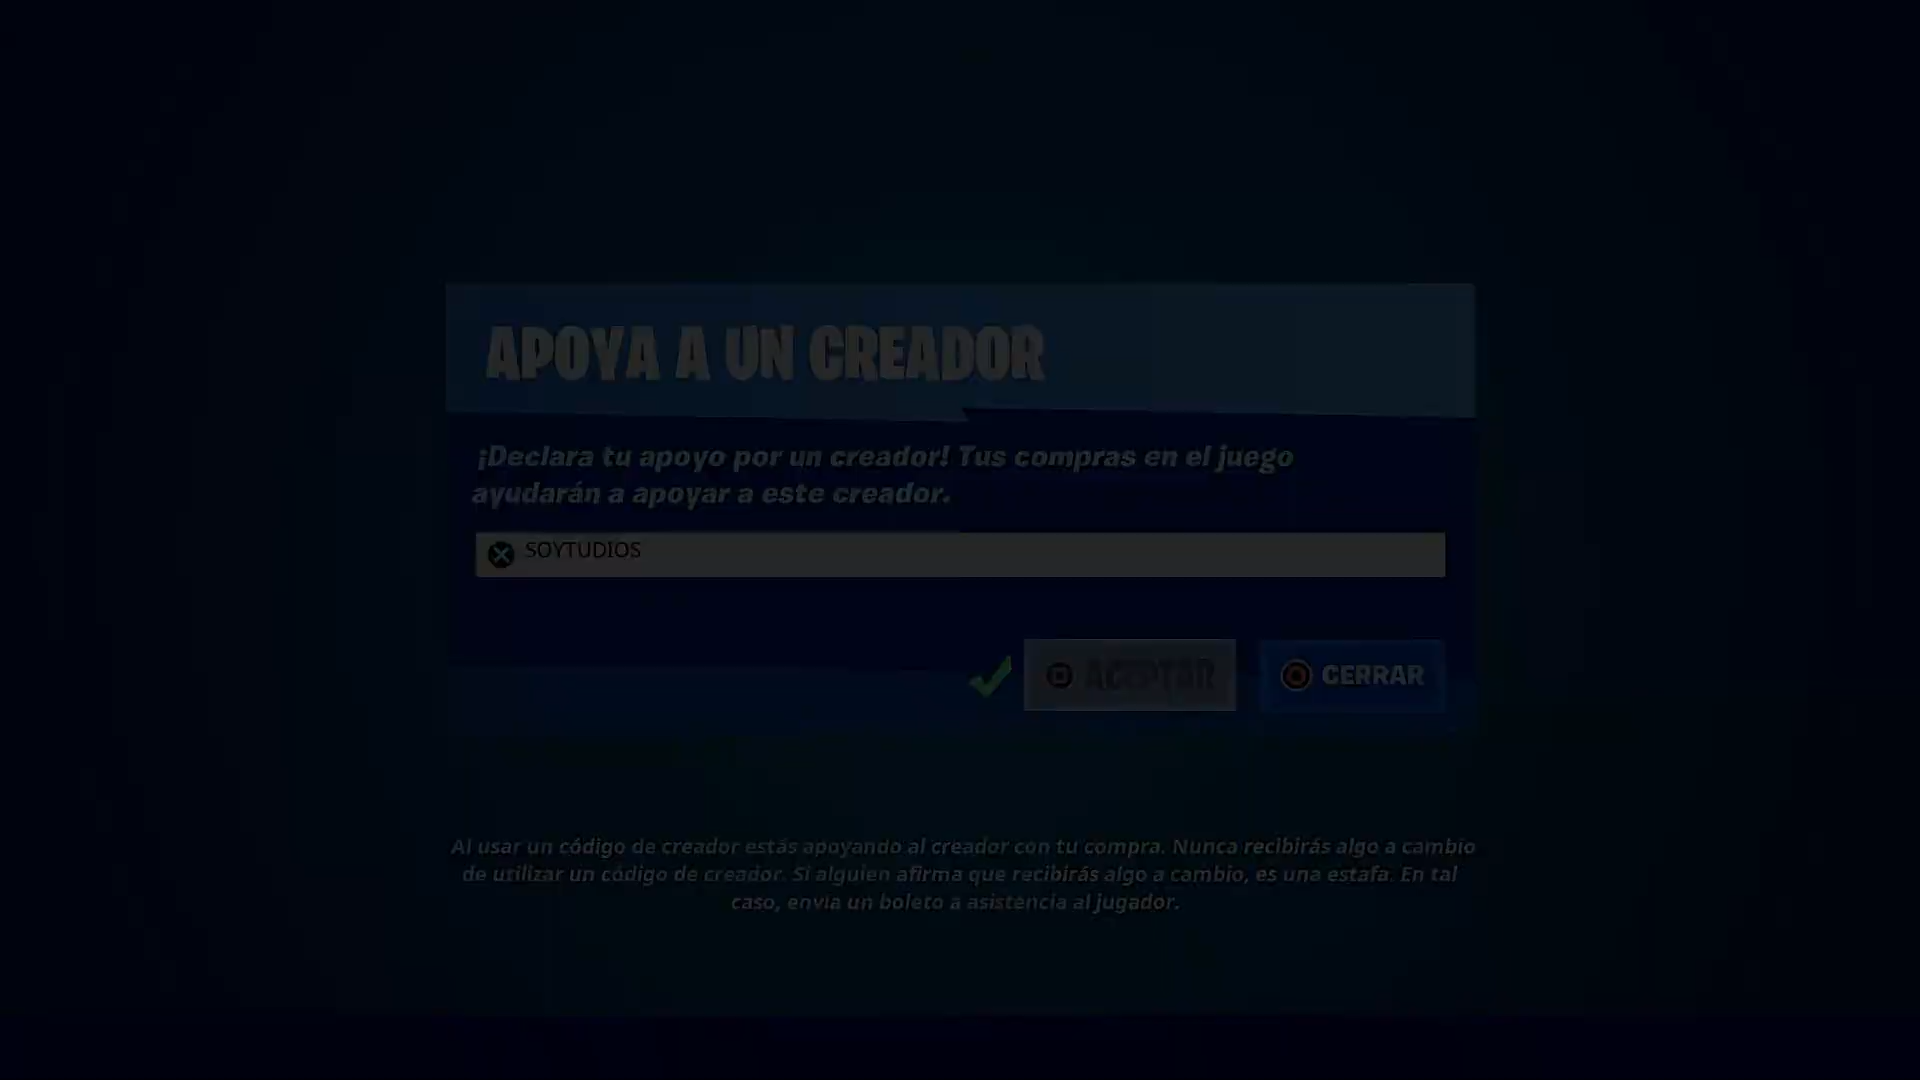 APOYA A UN CREADOR
¡Declara tu apoyo por un creador! Tus compras en el juego
ayudarán a apoyar a este creador.
SOYTUDIOS
ACEPTAR
CERRAR
Al usar un código de creador estás apoyando al creador con tu compra. Nunca recibirás algo a cambio
de utilizar un código de creador. Si alguien afirma que recibirás algo a cambio, es una estafa. En tal
caso, envía un boleto a asistencia al jugador.